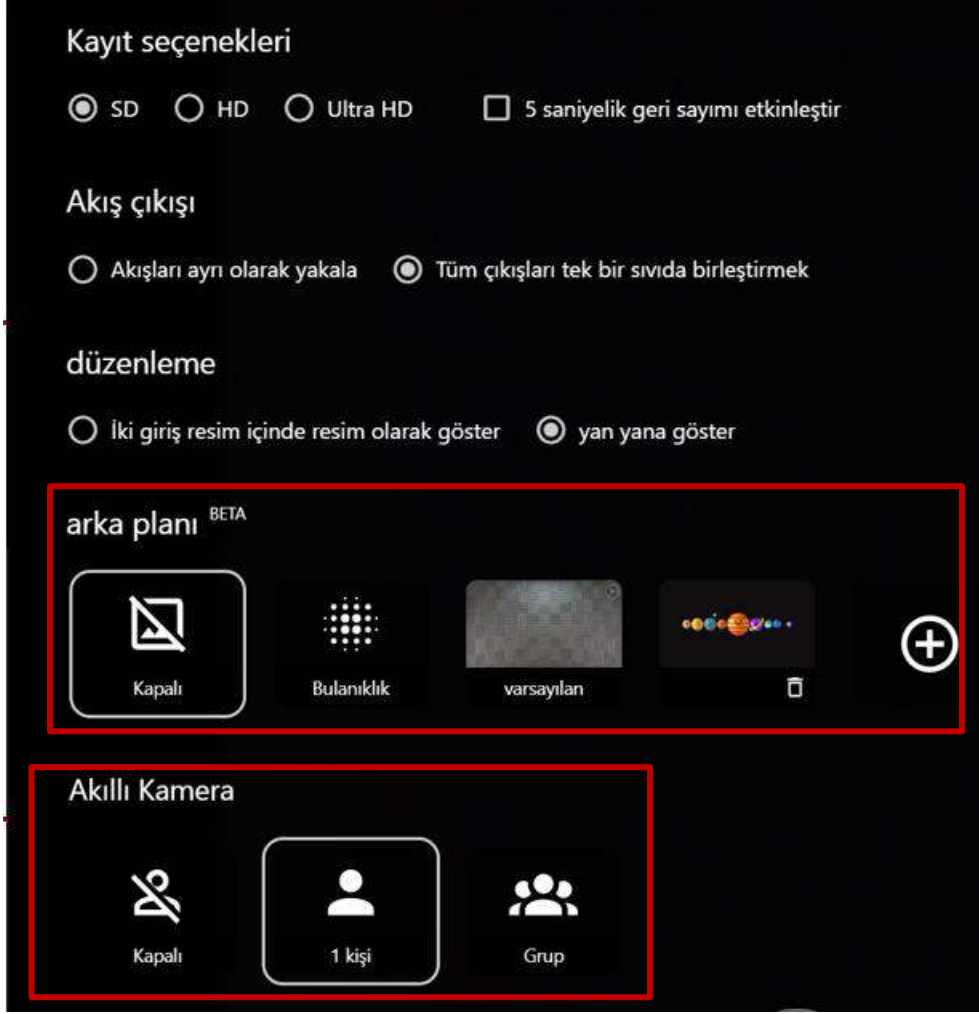 Kayıt seçenekleri
SD HD Ultra HD 5 saniyelik geri sayımı etkinleştir
Akış çıkışı
Akışları ayrı olarak yakala Tüm çıkışları tek bir sıvıda birleştirmek
düzenleme
İki giriş resim içinde resim olarak göster yan yana göster
arka planı BETA
Kapalı Bulanıklık varsayılan
Akıllı Kamera
Kapalı 1 kişi Grup